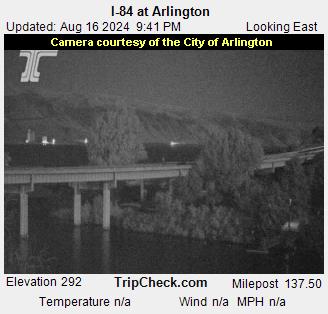 I-84 at Arlington
Updated: Aug 16 2024 9:41 PM Looking East
Camera courtesy of the City of Arlington
Elevation 292 TripCheck.com Milepost 137.50
Temperature n/a Wind n/a MPH n/a